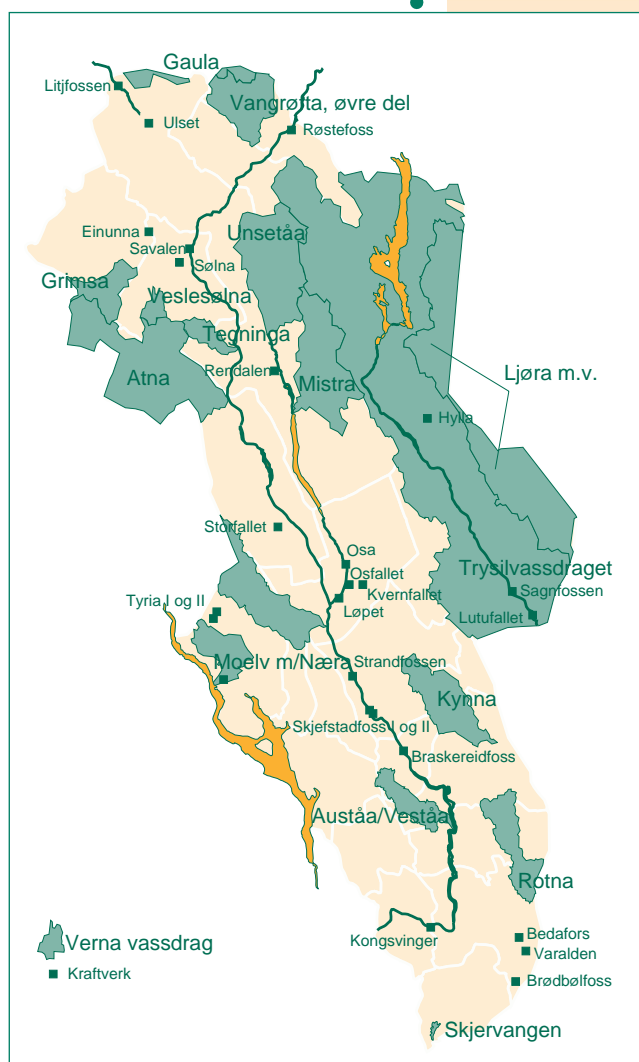 Gaula
Litjfossen
Vangrøfta, øvre del
Ulset
Røstefoss
Einunna
Unsetåa
Savalen
Sølna
Grimsa
Veslesølna
Tegninga
Ljøra m.v.
Rendalen
Atna
Mistra
Hylla
Storfallet
Osa
Trysilvassdraget
Osfallet
Sagnfossen
Kvernfallet
Tyria I og II
Løpet
Lutufallet
Moelv m/Næra
Strandfossen
Kynna
Skjefstadfoss I og II
Braskereidfoss
Auståa/Veståa
Rotna
Bedafors
Kongsvinger
Verna vassdrag
Varalden
Kraftverk
Brødbølfoss
Skjervangen